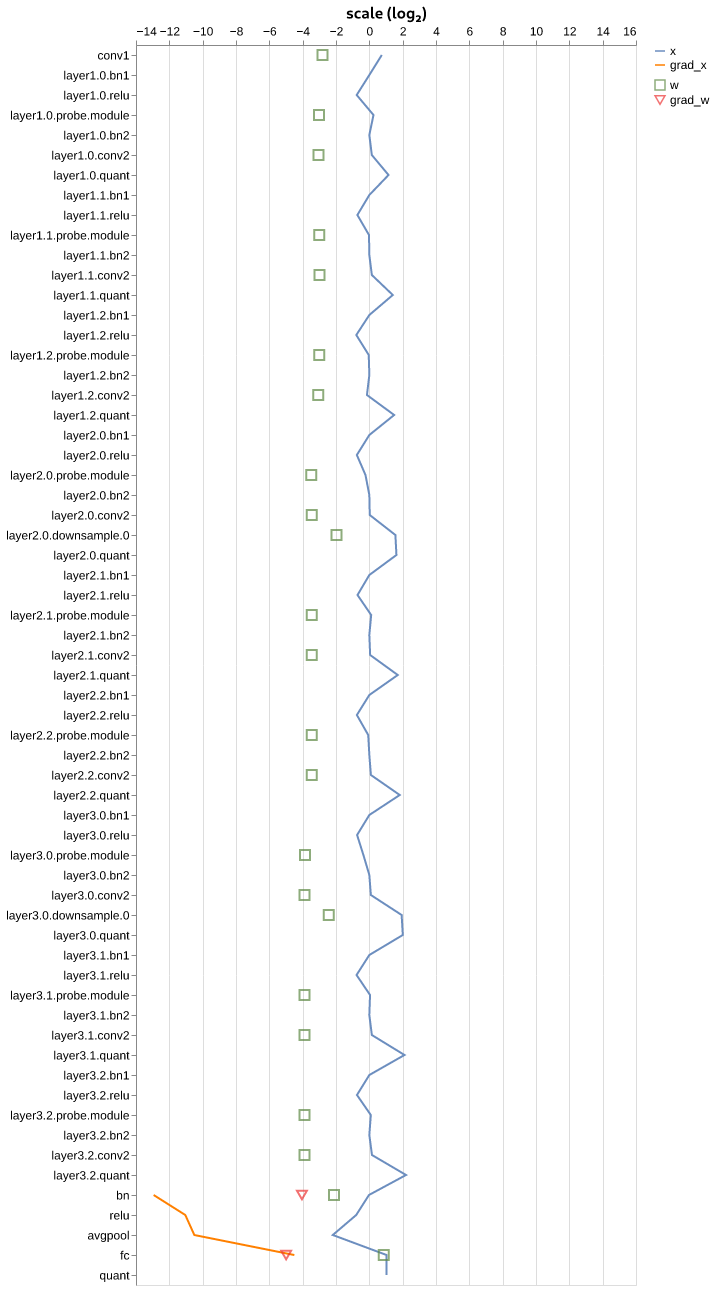 scale (log₂)
−14 −12 −10 −8 −6 −4 −2 0 2 4 6 8 10 12 14 16
x
grad_x
w
grad_w
conv1
layer1.0.bn1
layer1.0.relu
layer1.0.probe.module
layer1.0.bn2
layer1.0.conv2
layer1.0.quant
layer1.1.bn1
layer1.1.relu
layer1.1.probe.module
layer1.1.bn2
layer1.1.conv2
layer1.1.quant
layer1.2.bn1
layer1.2.relu
layer1.2.probe.module
layer1.2.bn2
layer1.2.conv2
layer1.2.quant
layer2.0.bn1
layer2.0.relu
layer2.0.probe.module
layer2.0.bn2
layer2.0.conv2
layer2.0.downsample.0
layer2.0.quant
layer2.1.bn1
layer2.1.relu
layer2.1.probe.module
layer2.1.bn2
layer2.1.conv2
layer2.1.quant
layer2.2.bn1
layer2.2.relu
layer2.2.probe.module
layer2.2.bn2
layer2.2.conv2
layer2.2.quant
layer3.0.bn1
layer3.0.relu
layer3.0.probe.module
layer3.0.bn2
layer3.0.conv2
layer3.0.downsample.0
layer3.0.quant
layer3.1.bn1
layer3.1.relu
layer3.1.probe.module
layer3.1.bn2
layer3.1.conv2
layer3.1.quant
layer3.2.bn1
layer3.2.relu
layer3.2.probe.module
layer3.2.bn2
layer3.2.conv2
layer3.2.quant
bn
relu
avgpool
fc
quant